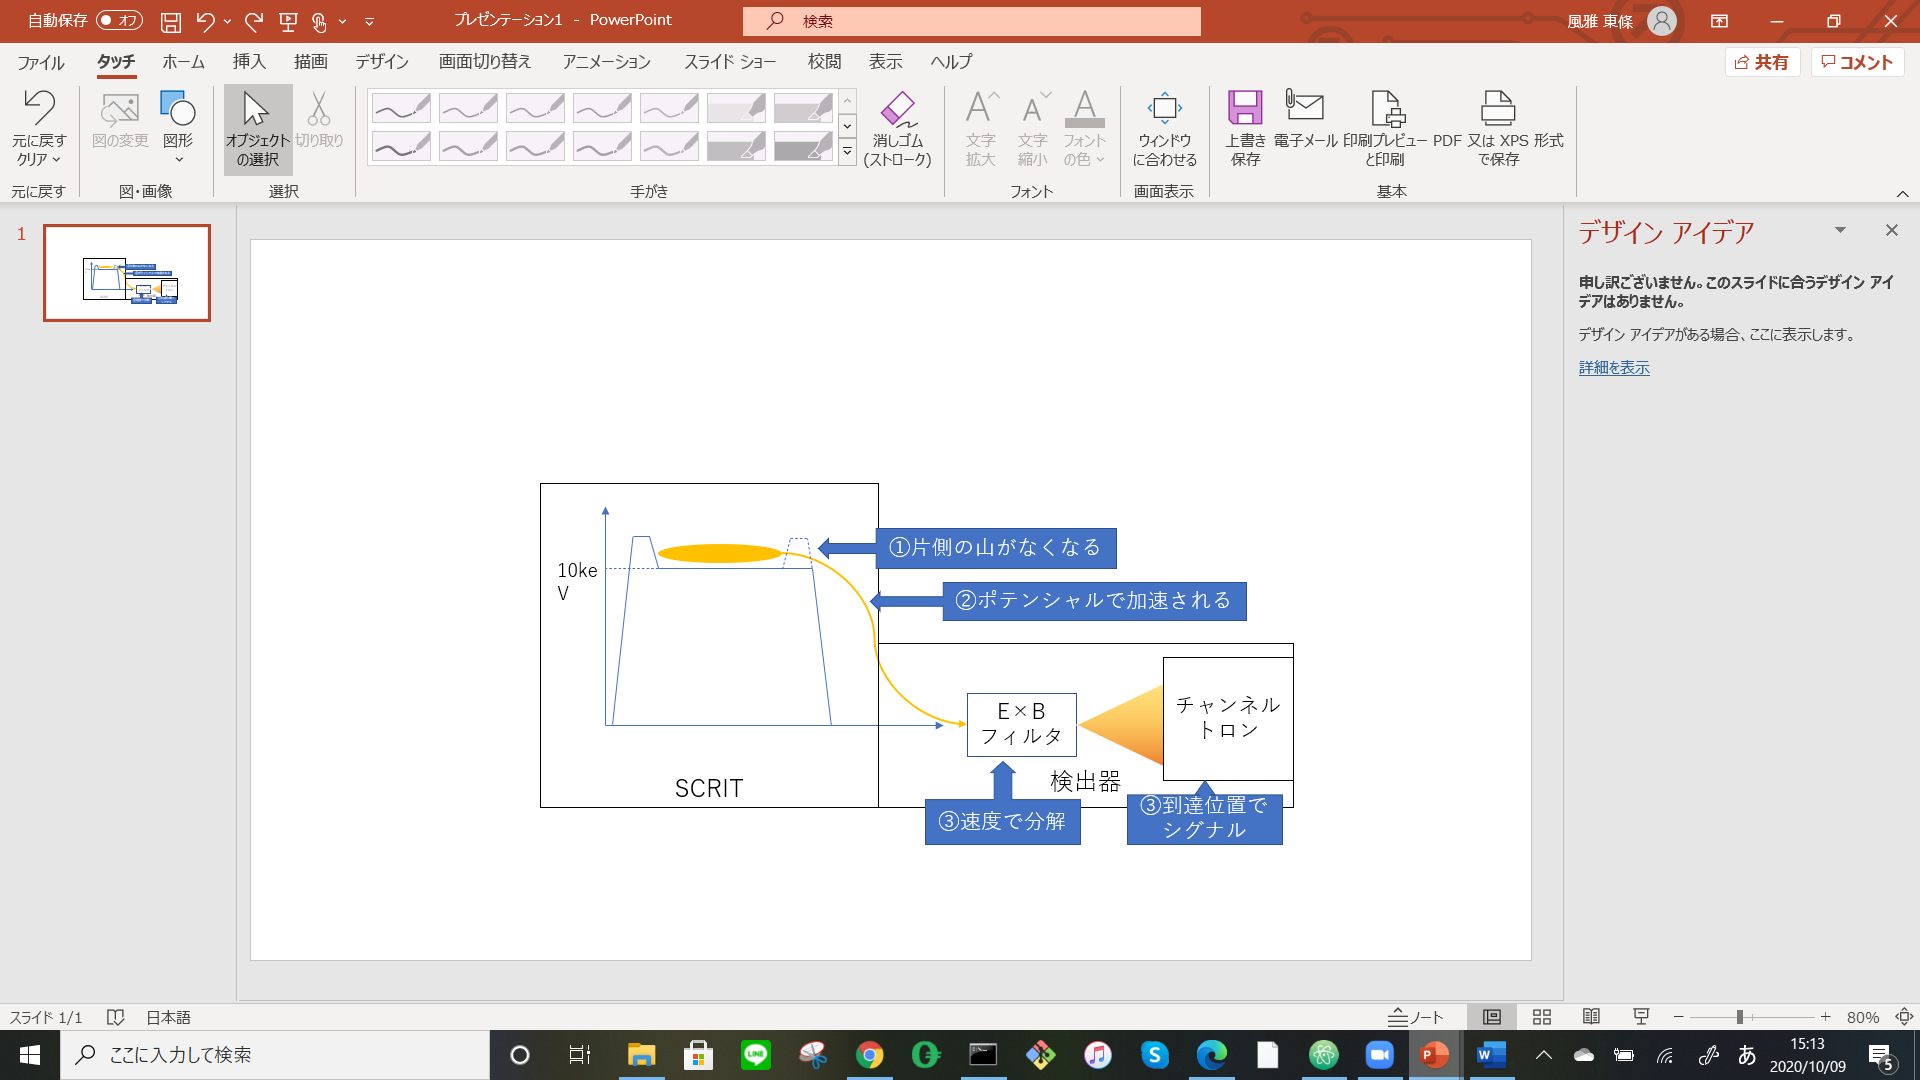 自動保存 オフ
プレゼンテーション1 - PowerPoint
検索
風雅 東條
ファイル タッチ ホーム 挿入 描画 デザイン 画面切り替え アニメーション スライド ショー 校閲 表示 ヘルプ
共有 コメント
元に戻す
クリア
図の変更
図形
オブジェクト
の選択
切り取り
消しゴム
(ストローク)
文字
拡大
文字
縮小
フォント
の色
ウィンドウ
に合わせる
上書き
保存
電子メール
印刷プレビュー
と印刷
PDF 又は XPS 形式
で保存
元に戻す 図・画像 選択 手がき フォント 画面表示 基本
1
デザイン アイデア
申し訳ございません。このスライドに合うデザイン アイ
デアはありません。
デザイン アイデアがある場合、ここに表示します。
詳細を表示
①片側の山がなくなる
10ke
V
②ポテンシャルで加速される
E×B
フィルタ
チャンネル
トロン
SCRIT
検出器
③速度で分解
③到達位置で
シグナル
スライド 1/1 日本語
ノート
80%
ここに入力して検索
LINE
あ
15:13
2020/10/09
5